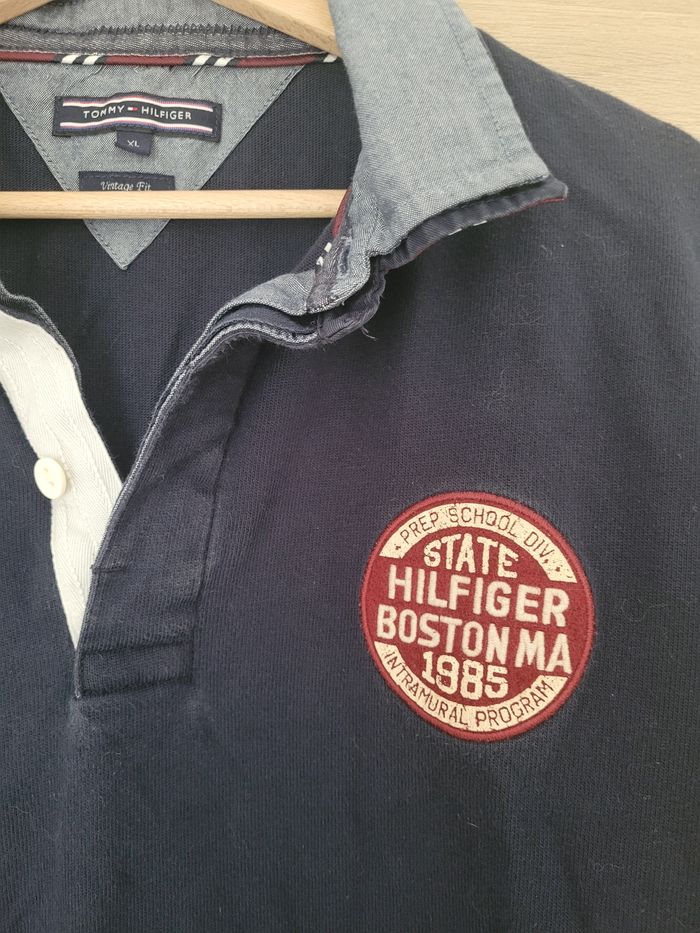 TOMMY HILFIGER
XL
Vintage Fit
PREP SCHOOL DIV.
STATE
HILFIGER
BOSTON MA
1985
INTRAMURAL PROGRAM